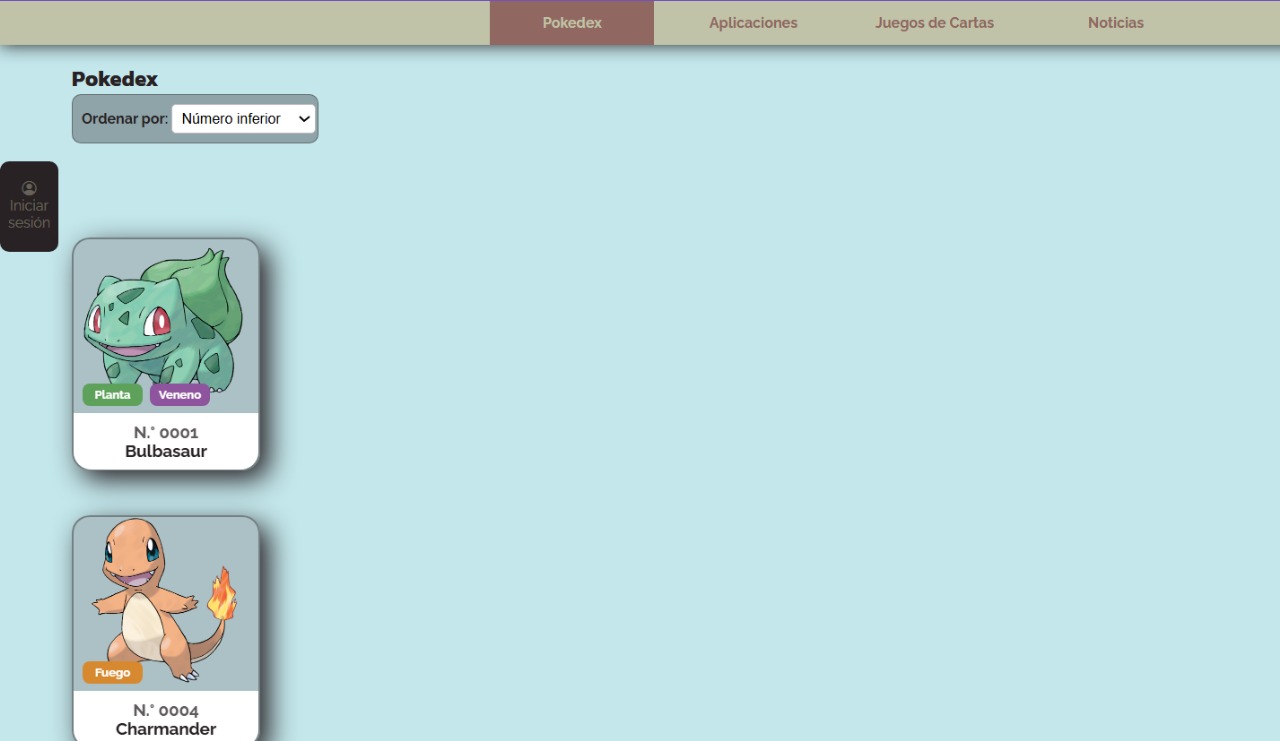 Pokedex
Aplicaciones
Juegos de Cartas
Noticias
Pokedex
Ordenar por: Número inferior
Iniciar
sesión
Planta
Veneno
N.° 0001
Bulbasaur
Fuego
N.° 0004
Charmander